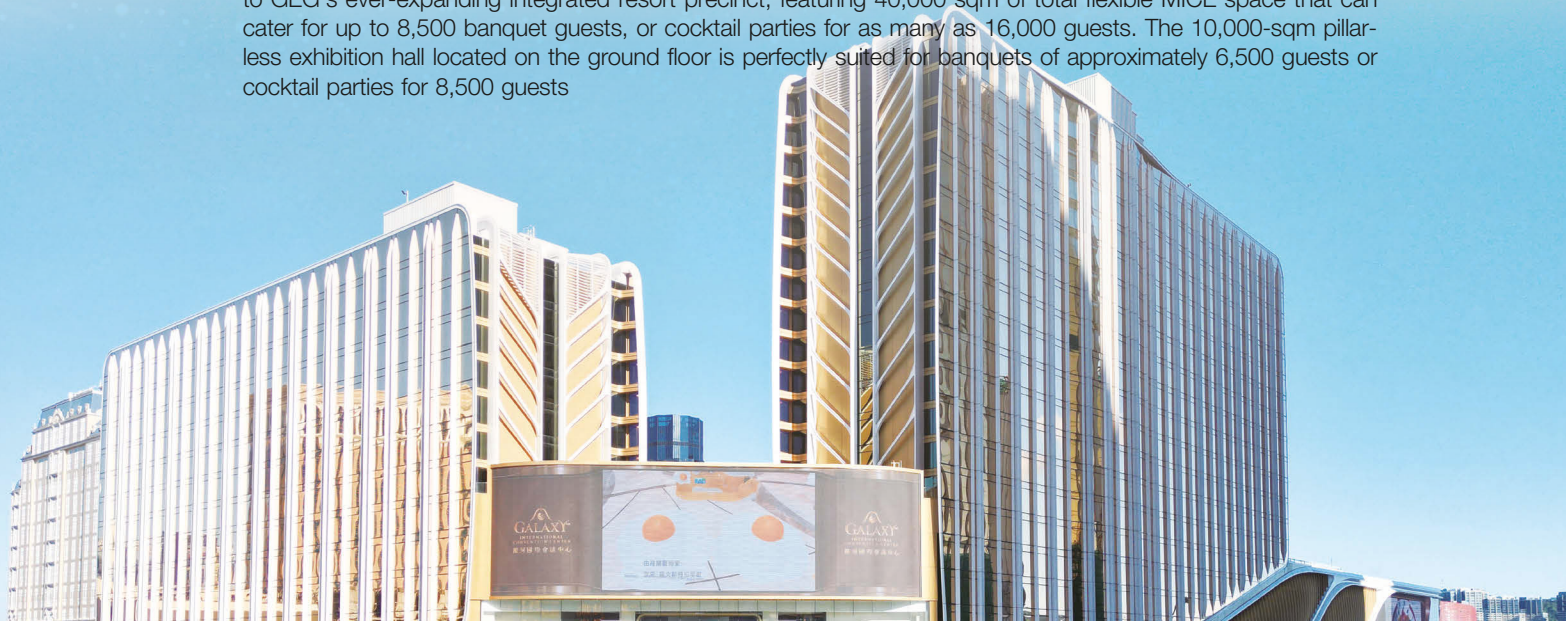 to GEG's ever-expanding integrated resort precinct, featuring 40,000 sqm of total flexible MICE space that can
cater for up to 8,500 banquet guests, or cocktail parties for as many as 16,000 guests. The 10,000-sqm pillar-
less exhibition hall located on the ground floor is perfectly suited for banquets of approximately 6,500 guests or
cocktail parties for 8,500 guests
GALAXY
INTERNATIONAL
CONVENTION CENTER
銀河國際會議中心
GALAXY
INTERNATIONAL
CONVENTION CENTER
銀河國際會議中心